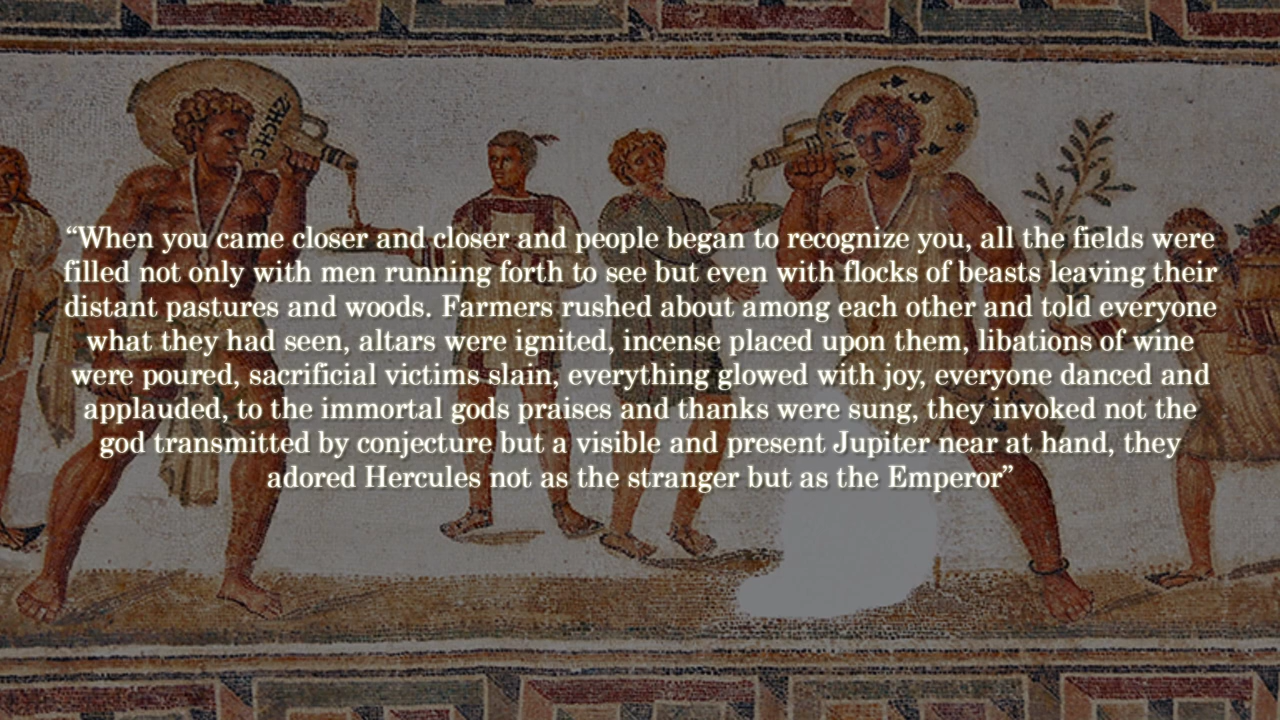 “When you came closer and closer and people began to recognize you, all the fields were
filled not only with men running forth to see but even with flocks of beasts leaving their
distant pastures and woods. Farmers rushed about among each other and told everyone
what they had seen, altars were ignited, incense placed upon them, libations of wine
were poured, sacrificial victims slain, everything glowed with joy, everyone danced and
applauded, to the immortal gods praises and thanks were sung, they invoked not the
god transmitted by conjecture but a visible and present Jupiter near at hand, they
adored Hercules not as the stranger but as the Emperor”